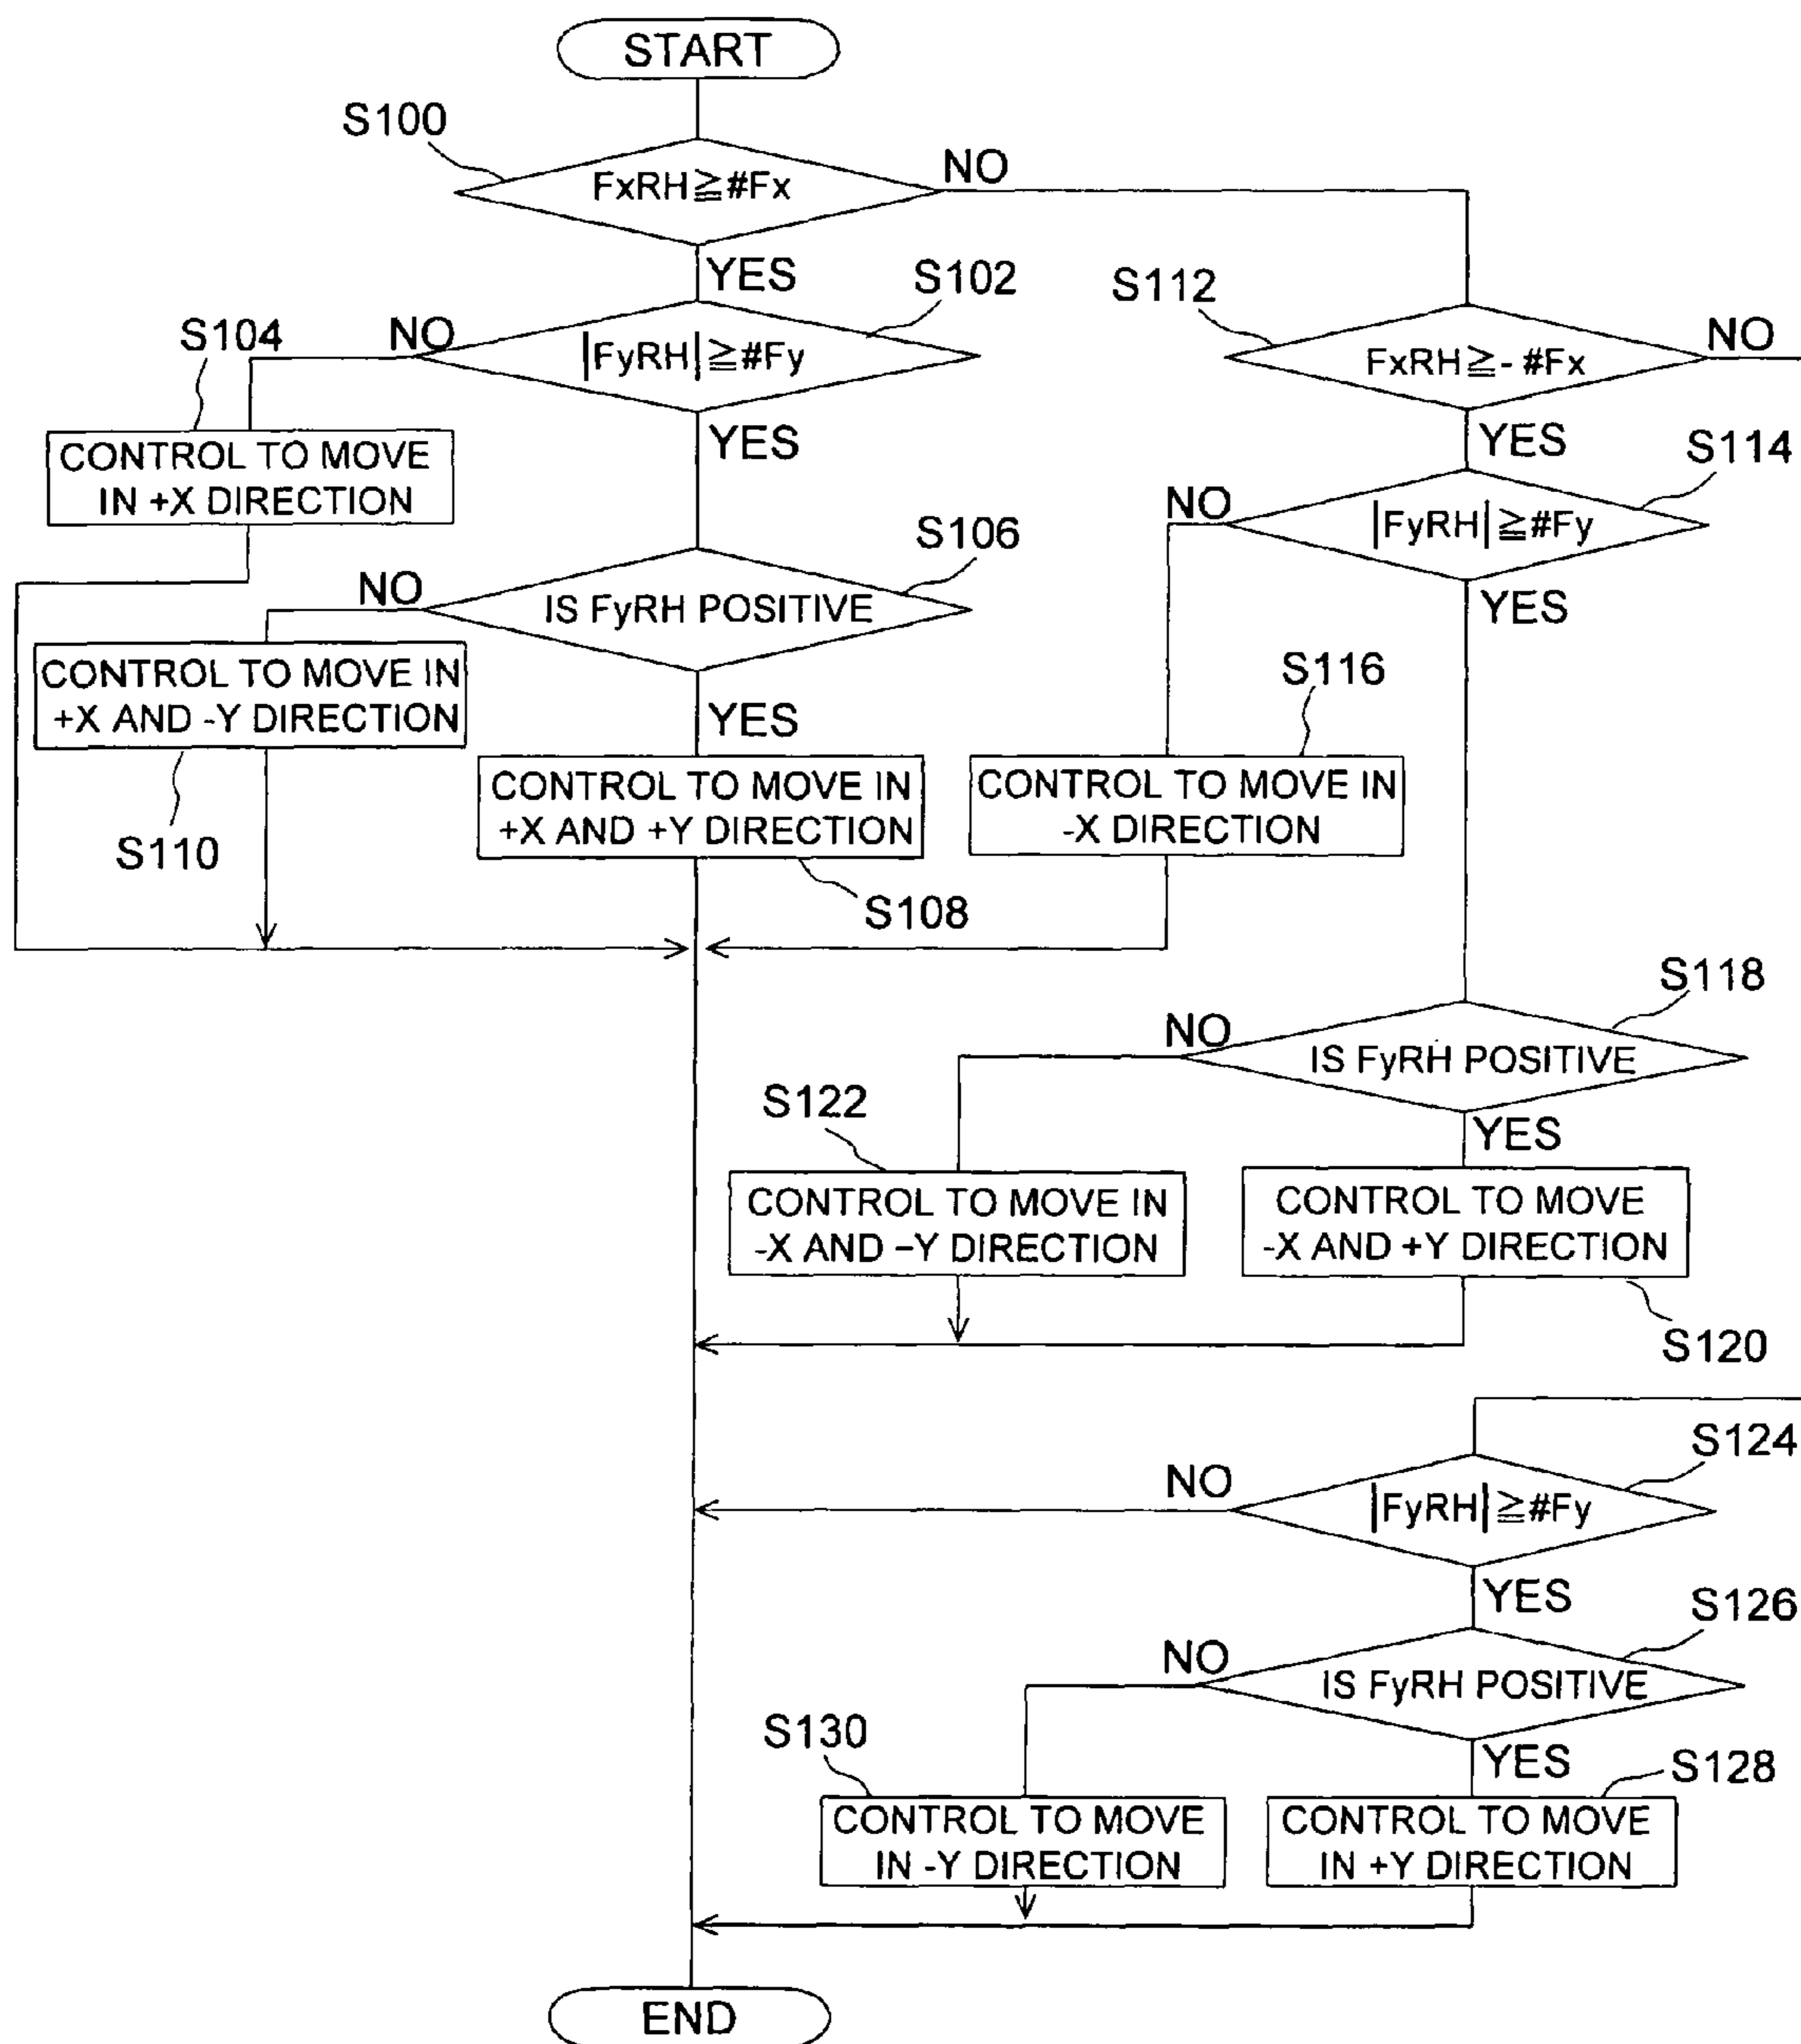 START
S100
FxRH≧#Fx
NO
YES
S102
S112
S104
NO
|FyRH|≧#Fy
FxRH≧- #Fx
NO
YES
YES
S114
CONTROL TO MOVE
IN +X DIRECTION
NO
|FyRH|≧#Fy
S106
YES
NO
IS FyRH POSITIVE
CONTROL TO MOVE IN
+X AND -Y DIRECTION
S110
YES
S116
CONTROL TO MOVE IN
+X AND +Y DIRECTION
S108
CONTROL TO MOVE IN
-X DIRECTION
S118
NO
IS FyRH POSITIVE
S122
YES
CONTROL TO MOVE IN
-X AND –Y DIRECTION
CONTROL TO MOVE
-X AND +Y DIRECTION
S120
S124
NO
|FyRH|≧#Fy
YES
S126
NO
IS FyRH POSITIVE
S130
YES
S128
CONTROL TO MOVE
IN -Y DIRECTION
CONTROL TO MOVE
IN +Y DIRECTION
END